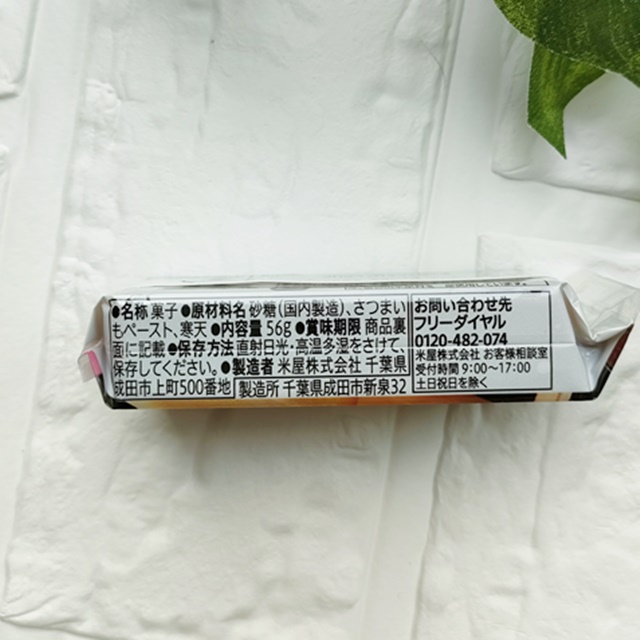 ●名称 菓子 ●原材料名 砂糖(国内製造)、さつまい
もペースト、寒天 ●内容量 56g ●賞味期限 商品裏
面に記載 ●保存方法 直射日光・高温多湿をさけて、
保存してください。●製造者 米屋株式会社 千葉県
成田市上町500番地 製造所 千葉県成田市新泉32
お問い合わせ先
フリーダイヤル
0120-482-074
米屋株式会社 お客様相談室
受付時間 9:00～17:00
土日祝日を除く